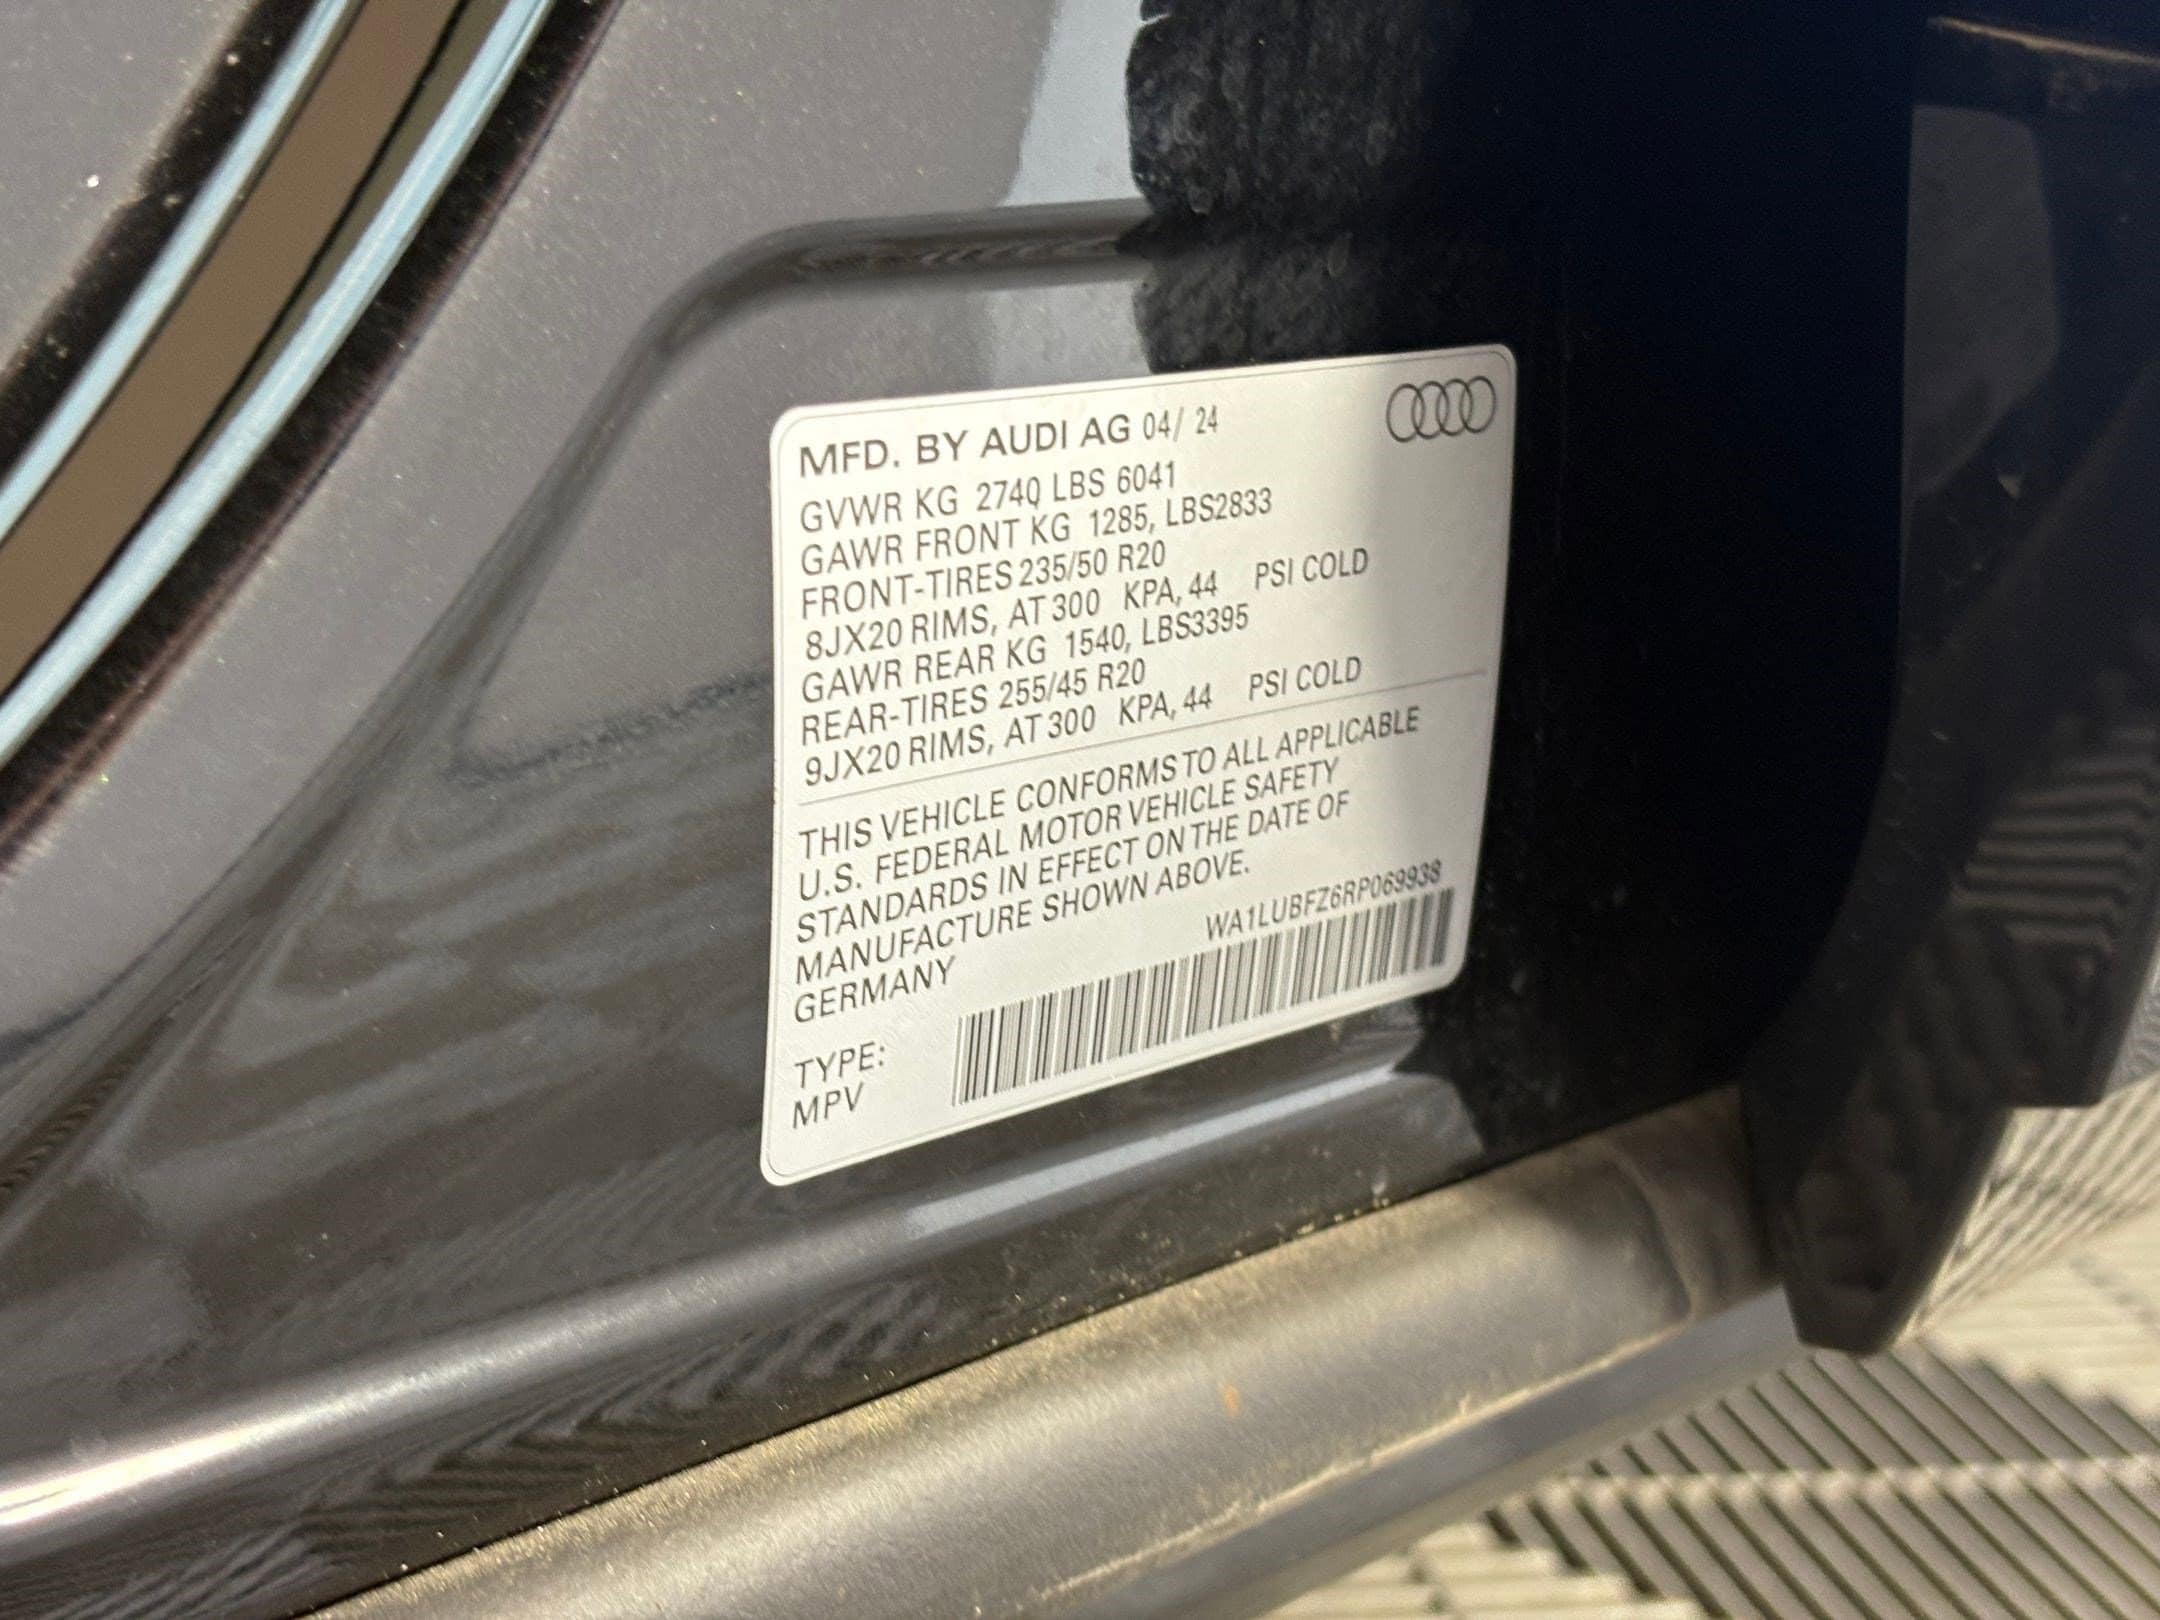 MFD. BY AUDI AG 04/ 24
GVWR KG 2740 LBS 6041
GAWR FRONT KG 1285, LBS2833
FRONT-TIRES 235/50 R20
8JX20 RIMS, AT 300 KPA, 44 PSI COLD
GAWR REAR KG 1540, LBS3395
REAR-TIRES 255/45 R20
9JX20 RIMS, AT 300 KPA, 44 PSI COLD
THIS VEHICLE CONFORMS TO ALL APPLICABLE
U.S. FEDERAL MOTOR VEHICLE SAFETY
STANDARDS IN EFFECT ON THE DATE OF
MANUFACTURE SHOWN ABOVE.
WA1LUBFZ6RP069938
GERMANY
TYPE:
MPV